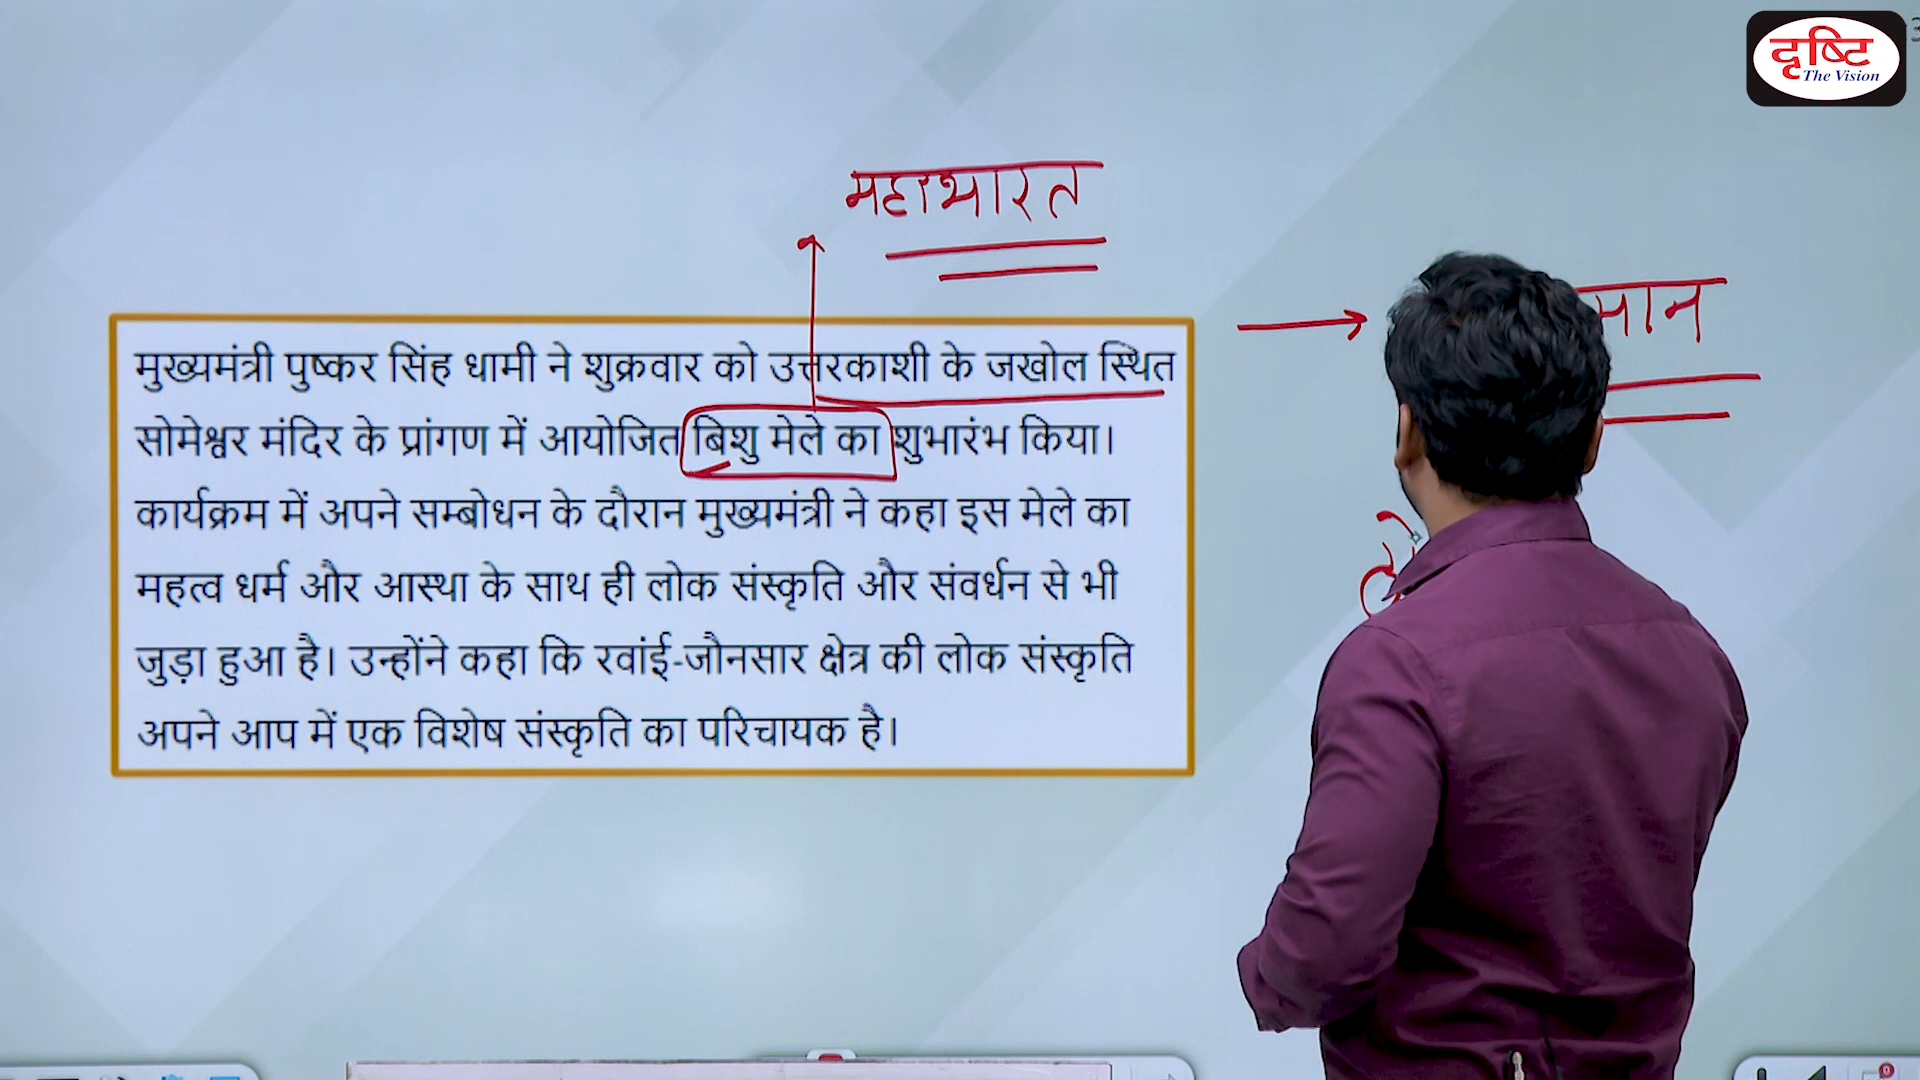 दृष्टि
The Vision
महाभारत
मुख्यमंत्री पुष्कर सिंह धामी ने शुक्रवार को उत्तरकाशी के जखोल स्थित
सोमेश्वर मंदिर के प्रांगण में आयोजित बिशु मेले का शुभारंभ किया।
कार्यक्रम में अपने सम्बोधन के दौरान मुख्यमंत्री ने कहा इस मेले का
महत्व धर्म और आस्था के साथ ही लोक संस्कृति और संवर्धन से भी
जुड़ा हुआ है। उन्होंने कहा कि रवांई-जौनसार क्षेत्र की लोक संस्कृति
अपने आप में एक विशेष संस्कृति का परिचायक है।